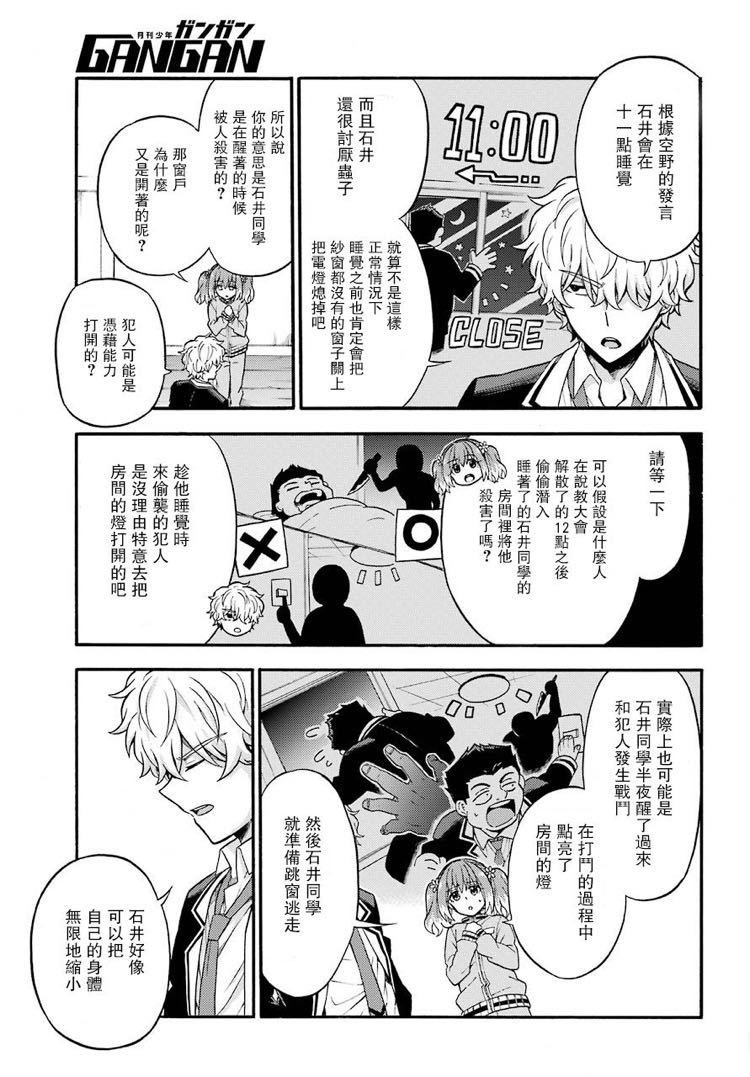 月刊少年
ガンガン
GANGAN
根據空野的發言
石井會在
十一點睡覺
11:00
CLOSE
而且石井
還很討厭蟲子
就算不是這樣
正常情況下
睡覺之前也肯定會把
紗窗都沒有的窗子關上
把電燈熄掉吧
所以說
你的意思是石井同學
是在醒著的時候
被人殺害的？
那窗戶
為什麼
又是開著的呢？
犯人可能是
憑藉能力
打開的？
請等一下
可以假設是什麼人
在說教大會
解散了的12點之後
偷偷潛入
睡著了的石井同學的
房間裡將他
殺害了嗎？
趁他睡覺時
來偷襲的犯人
是沒理由特意去把
房間的燈打開的吧
實際上也可能是
石井同學半夜醒了過來
和犯人發生戰鬥
在打鬥的過程中
點亮了
房間的燈
然後石井同學
就準備跳窗逃走
石井好像
可以把
自己的身體
無限地縮小